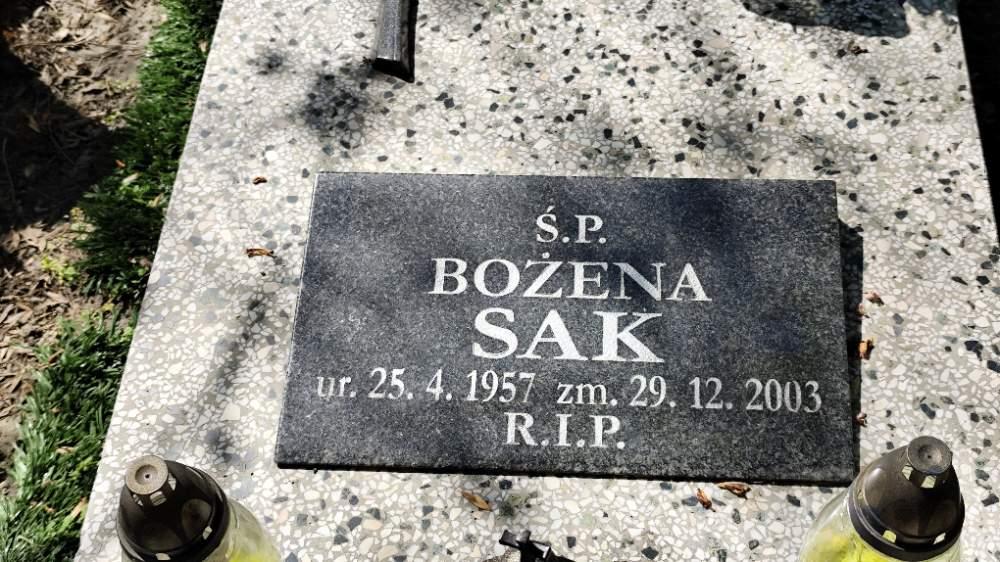 Ś.P.
BOŻENA
SAK
ur. 25. 4. 1957 zm. 29. 12. 2003
R.I.P.